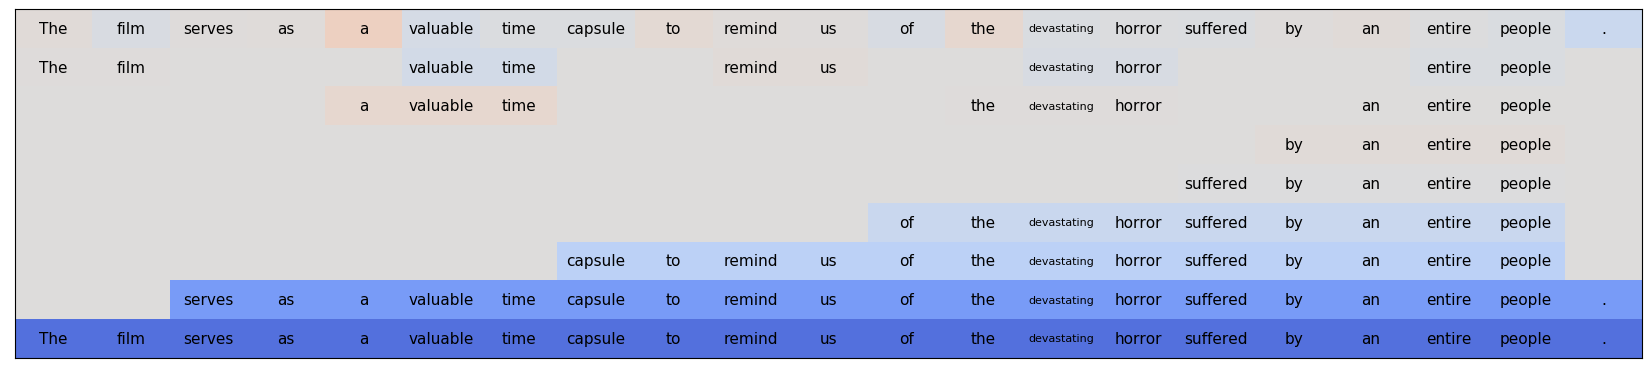 The film serves as a valuable time capsule to remind us of the devastating horror suffered by an entire people .
The film valuable time remind us devastating horror entire people
a valuable time the devastating horror an entire people
by an entire people
suffered by an entire people
of the devastating horror suffered by an entire people
capsule to remind us of the devastating horror suffered by an entire people
serves as a valuable time capsule to remind us of the devastating horror suffered by an entire people .
The film serves as a valuable time capsule to remind us of the devastating horror suffered by an entire people .